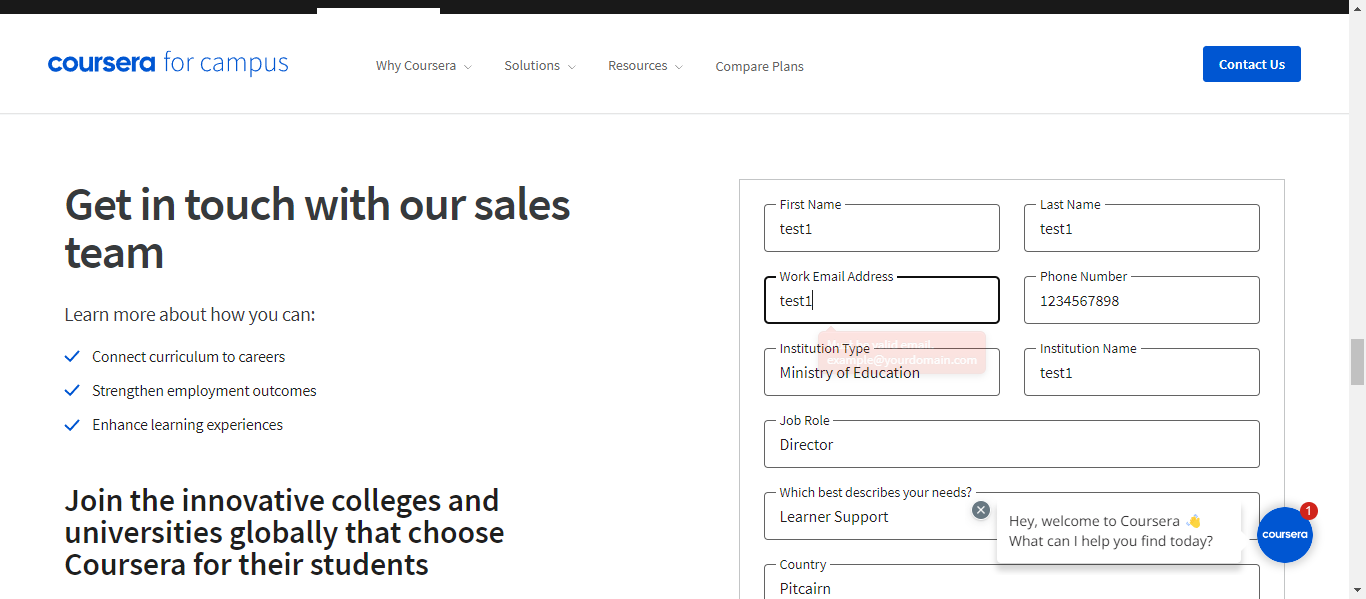 coursera for campus
Why Coursera
Solutions
Resources
Compare Plans
Contact Us
Get in touch with our sales
team
Learn more about how you can:
Connect curriculum to careers
Strengthen employment outcomes
Enhance learning experiences
Join the innovative colleges and
universities globally that choose
Coursera for their students
First Name
test1
Last Name
test1
Work Email Address
test1
Phone Number
1234567898
valid email
example@yourdomain.com
Institution Type
Ministry of Education
Institution Name
test1
Job Role
Director
Which best describes your needs?
Learner Support
Country
Pitcairn
Hey, welcome to Coursera 👋
What can I help you find today?
coursera
1